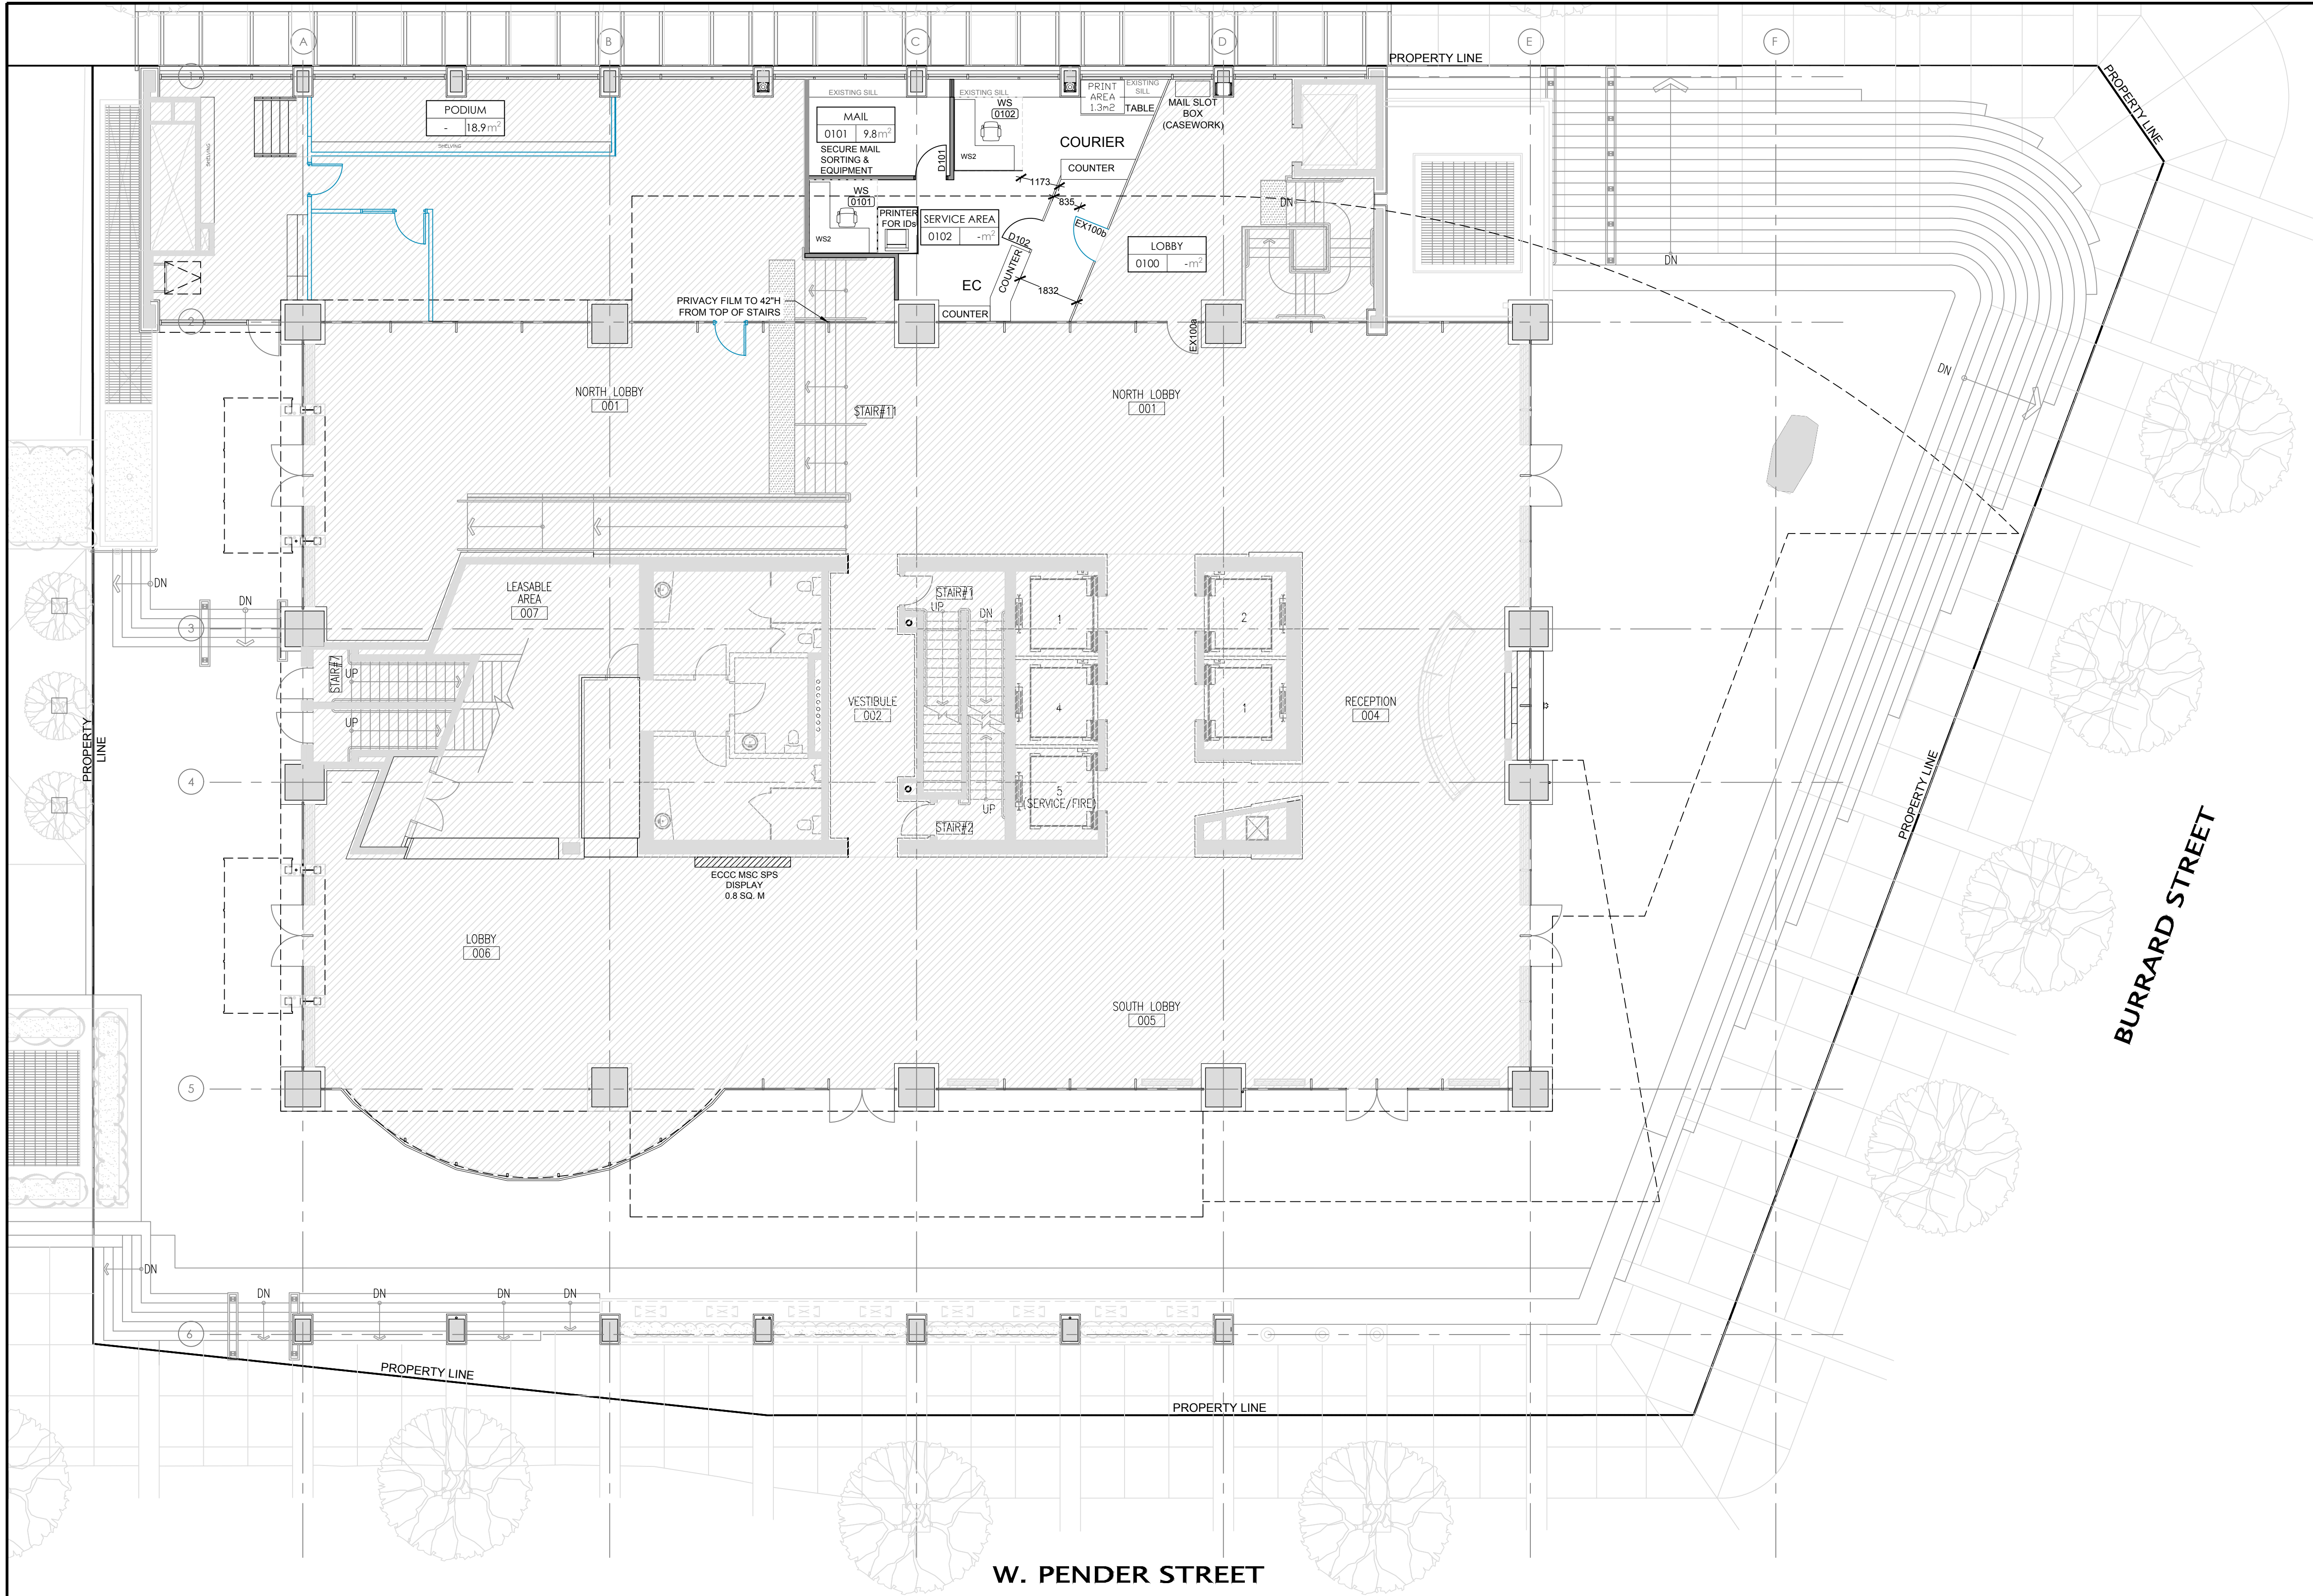 A
B
C
D
E
F
PROPERTY LINE
PROPERTY LINE
PROPERTY LINE
1
PODIUM
- 18.9m²
SHELVING
SHELVING
EXISTING SILL
MAIL
0101 9.8m²
SECURE MAIL
SORTING &
EQUIPMENT
D101
EXISTING SILL
WS
0102
WS2
PRINT
AREA
1.3m2
EXISTING
SILL
TABLE
MAIL SLOT
BOX
(CASEWORK)
COURIER
COUNTER
1173
835
WS
0101
WS2
PRINTER
FOR IDs
SERVICE AREA
0102 -m²
D102
EX100b
LOBBY
0100 -m²
DN
DN
EC
COUNTER
1832
COUNTER
PRIVACY FILM TO 42"H
FROM TOP OF STAIRS
2
EX100a
NORTH LOBBY
001
STAIR#11
NORTH LOBBY
001
DN
DN
DN
3
LEASABLE
AREA
007
STAIR#7
UP
UP
STAIR#1
UP
DN
1
2
VESTIBULE
002
4
1
RECEPTION
004
PROPERTY
LINE
4
5
(SERVICE/FIRE)
UP
STAIR#2
PROPERTY LINE
BURRARD STREET
ECCC MSC SPS
DISPLAY
0.8 SQ. M
LOBBY
006
SOUTH LOBBY
005
5
DN
DN
DN
DN
DN
6
PROPERTY LINE
PROPERTY LINE
W. PENDER STREET